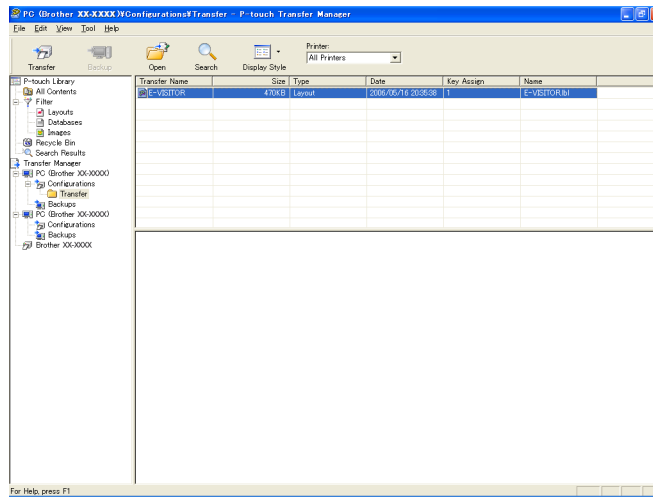 PC (Brother XX-XXXX)¥Configurations¥Transfer - P-touch Transfer Manager
File Edit View Tool Help
Transfer Backup Open Search Display Style
Printer:
All Printers
P-touch Library
All Contents
Filter
Layouts
Databases
Images
Recycle Bin
Search Results
Transfer Manager
PC (Brother XX-XXXX)
Configurations
Transfer
Backups
PC (Brother XX-XXXX)
Configurations
Backups
Brother XX-XXXX
Transfer Name Size Type Date Key Assign Name
E-VISITOR 470KB Layout 2006/05/16 20:35:38 1 E-VISITOR.lbl
For Help, press F1